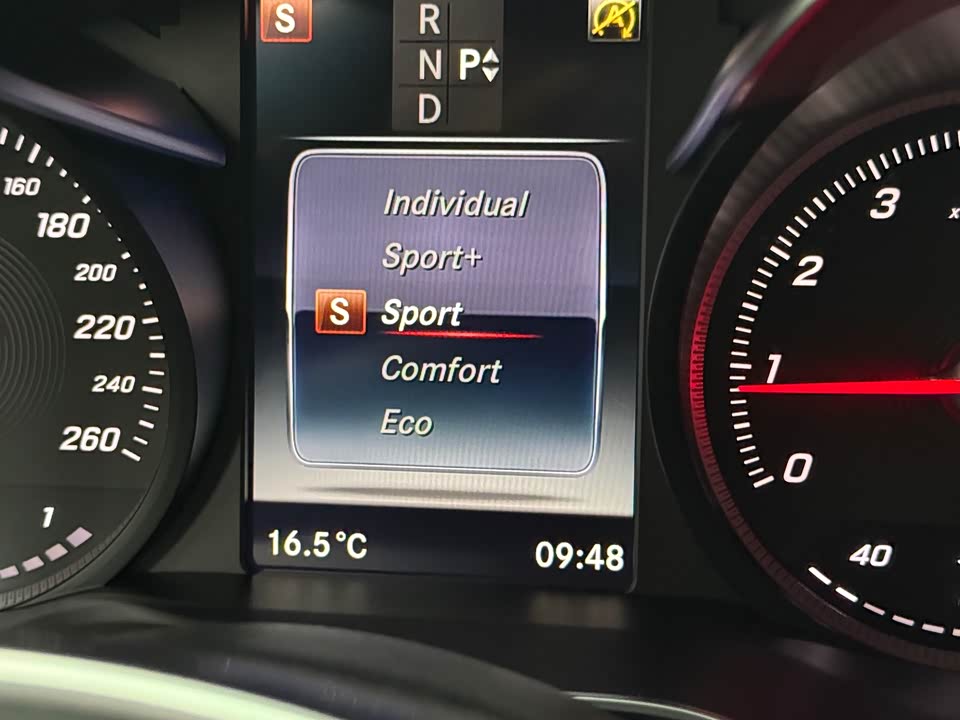 S
R
N P
D
A
160
180
200
220
240
260
1
Individual
Sport+
S Sport
Comfort
Eco
16.5°C
09:48
3
x
2
1
0
40